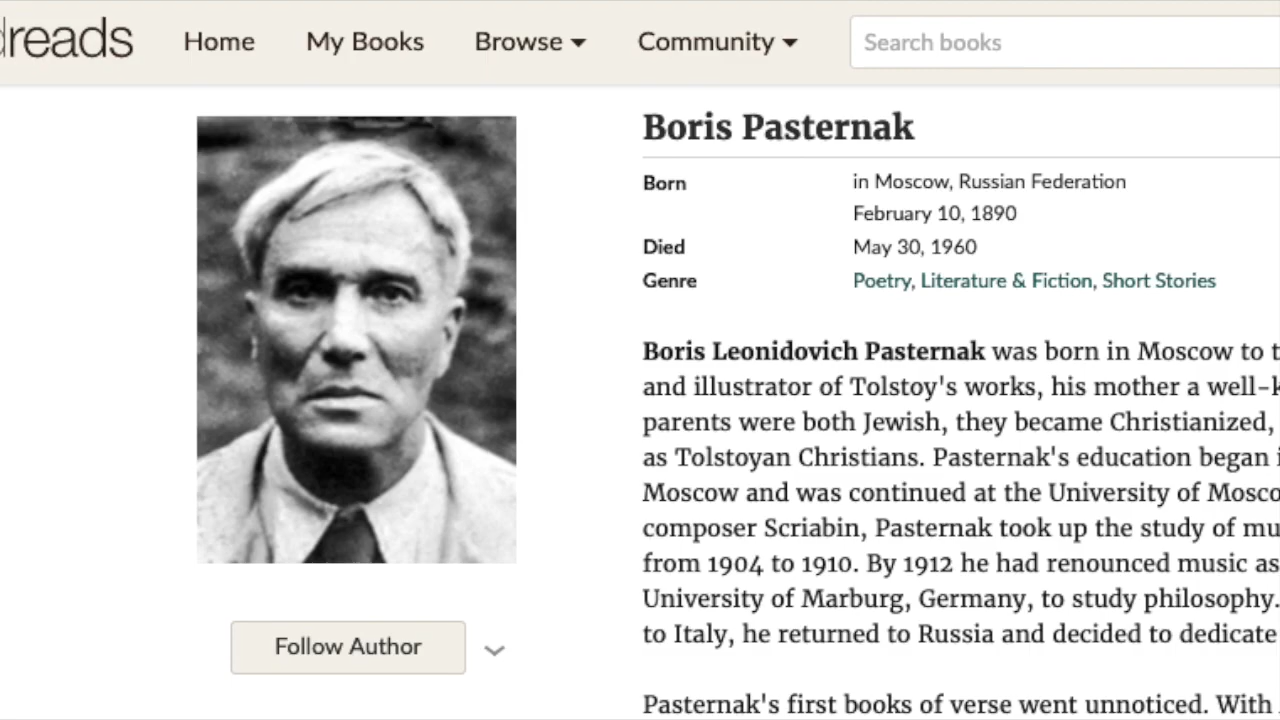 dreads
Home
My Books
Browse
Community
Search books
Boris Pasternak
Born
in Moscow, Russian Federation
February 10, 1890
Died
May 30, 1960
Genre
Poetry, Literature & Fiction, Short Stories
Boris Leonidovich Pasternak was born in Moscow to t
and illustrator of Tolstoy's works, his mother a well-k
parents were both Jewish, they became Christianized,
as Tolstoyan Christians. Pasternak's education began i
Moscow and was continued at the University of Mosco
composer Scriabin, Pasternak took up the study of mu
from 1904 to 1910. By 1912 he had renounced music as
University of Marburg, Germany, to study philosophy.
to Italy, he returned to Russia and decided to dedicate
Follow Author
Pasternak's first books of verse went unnoticed. With